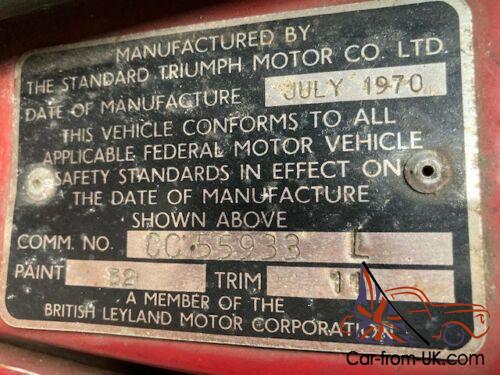 MANUFACTURED BY
THE STANDARD TRIUMPH MOTOR CO. LTD.
DATE OF MANUFACTURE JULY 1970
THIS VEHICLE CONFORMS TO ALL
APPLICABLE FEDERAL MOTOR VEHICLE
SAFETY STANDARDS IN EFFECT ON
THE DATE OF MANUFACTURE
SHOWN ABOVE
COMM. NO. CC 55933 L
PAINT 32 TRIM 11
A MEMBER OF THE
BRITISH LEYLAND MOTOR CORPORATION
Car-from-UK.com